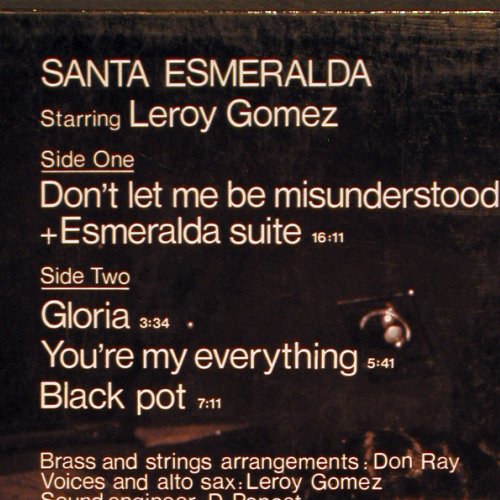 SANTA ESMERALDA
Starring Leroy Gomez
Side One
Don't let me be misunderstood
+Esmeralda suite 16:11
Side Two
Gloria 3:34
You're my everything 5:41
Black pot 7:11
Brass and strings arrangements: Don Ray
Voices and alto sax: Leroy Gomez
Sound engineer D.